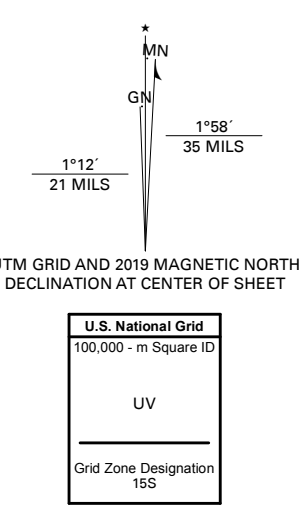 ★
MN
GN
1°58´
35 MILS
1°12´
21 MILS
UTM GRID AND 2019 MAGNETIC NORTH
DECLINATION AT CENTER OF SHEET
U.S. National Grid
100,000 - m Square ID
UV
Grid Zone Designation
15S